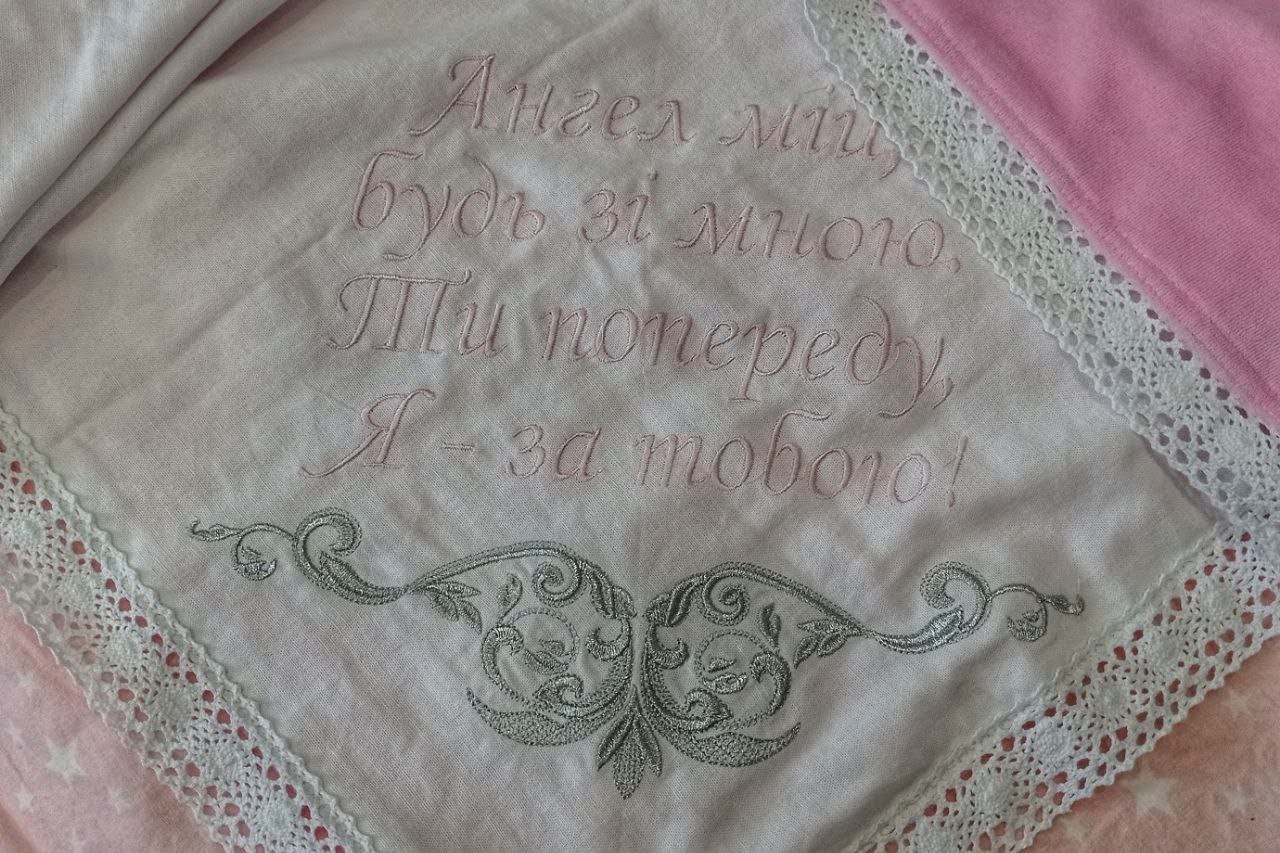 Ангел мій,
будь зі мною.
Ти попереду,
Я - за тобою!